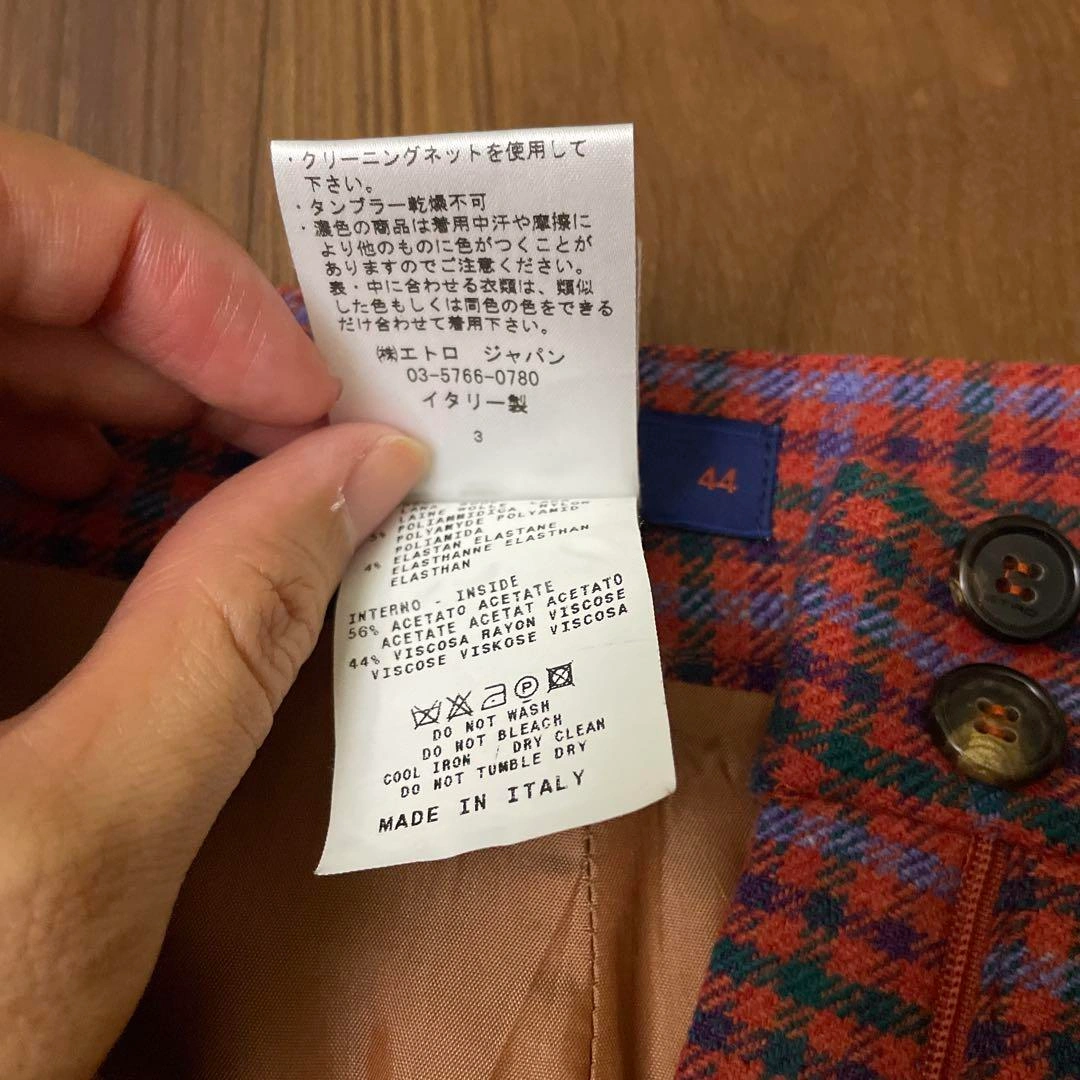 ・クリーニングネットを使用して
下さい。
・タンブラー乾燥不可
・濃色の商品は着用中汗や摩擦に
より他のものに色がつくことが
ありますのでご注意ください。
表・中に合わせる衣類は、類似
した色もしくは同色の色をできる
だけ合わせて着用下さい。
㈱エトロ ジャパン
03-5766-0780
イタリー製
3
44
LAINE WOLLE
POLIAMMIDICA NYLON
POLYAMYDE POLYAMID
POLIAMIDA
4% ELASTAN ELASTANE
ELASTHANNE ELASTHAN
ELASTHAN
INTERNO - INSIDE
56% ACETATO ACETATE
ACETATE ACETAT ACETATO
44% VISCOSA RAYON VISCOSE
VISCOSE VISKOSE VISCOSA
P
DO NOT WASH
DO NOT BLEACH
COOL IRON / DRY CLEAN
DO NOT TUMBLE DRY
MADE IN ITALY